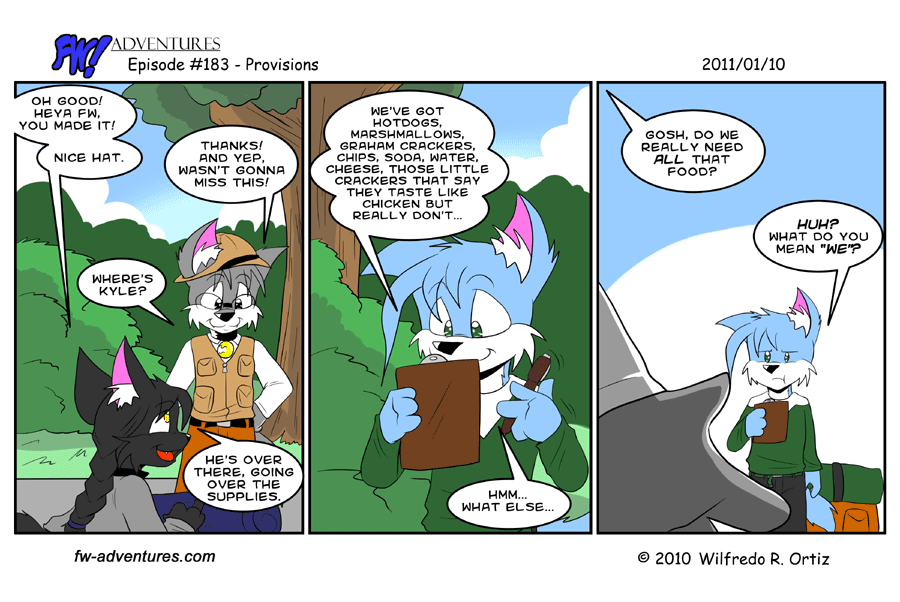 FW! ADVENTURES
Episode #183 - Provisions
2011/01/10
OH GOOD!
HEYA FW,
YOU MADE IT!
NICE HAT.
THANKS!
AND YEP,
WASN'T GONNA
MISS THIS!
WHERE'S
KYLE?
HE'S OVER
THERE, GOING
OVER THE
SUPPLIES.
WE'VE GOT
HOTDOGS,
MARSHMALLOWS,
GRAHAM CRACKERS,
CHIPS, SODA, WATER,
CHEESE, THOSE LITTLE
CRACKERS THAT SAY
THEY TASTE LIKE
CHICKEN BUT
REALLY DON'T...
HMM...
WHAT ELSE...
GOSH, DO WE
REALLY NEED
ALL THAT
FOOD?
HUH?
WHAT DO YOU
MEAN "WE"?
fw-adventures.com
© 2010 Wilfredo R. Ortiz